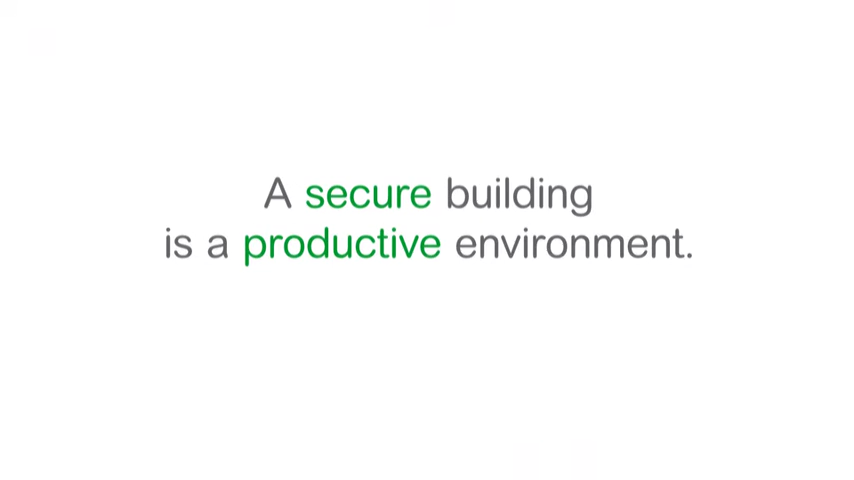 A secure building
is a productive environment.